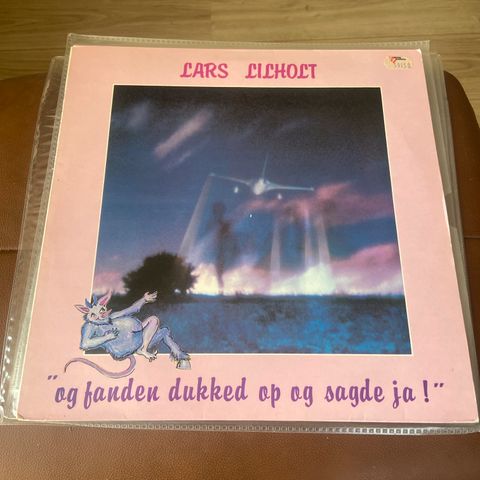 LARS LILHOLT
"og fanden dukked op og sagde ja!"